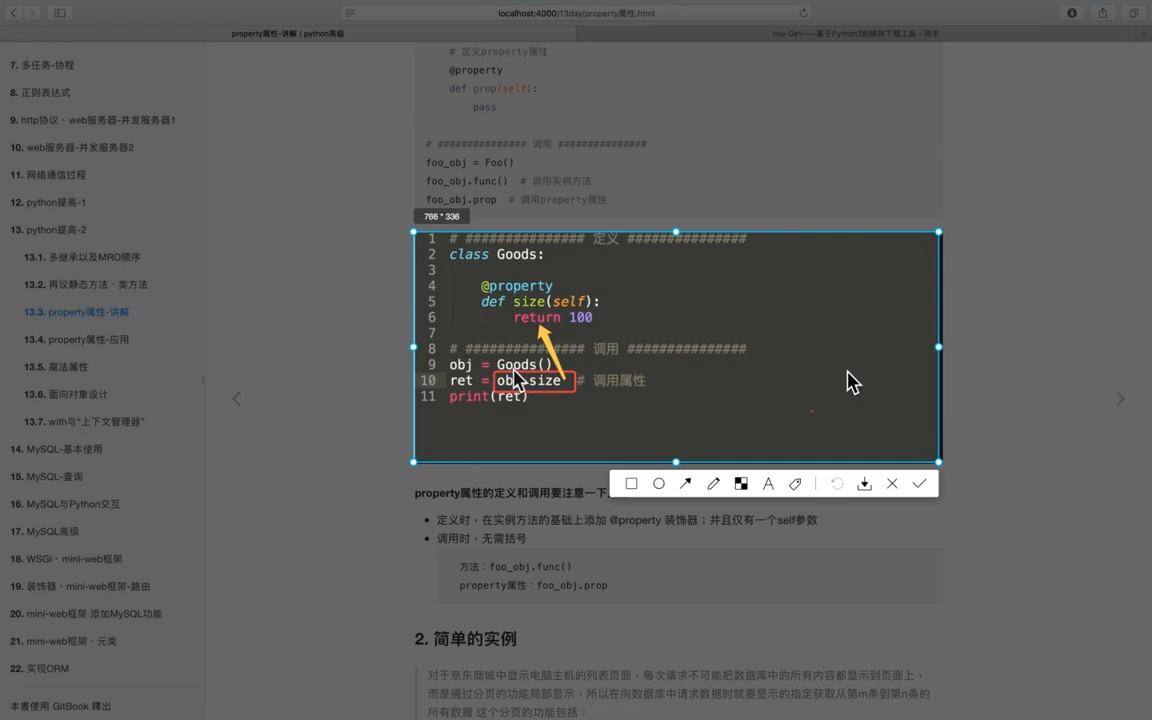 localhost:4000/13day/property属性.html
property属性-讲解 | python高级
You-Get——基于Python3的媒体下载工具 - 简书
7. 多任务-协程
8. 正则表达式
9. http协议、web服务器-并发服务器1
10. web服务器-并发服务器2
11. 网络通信过程
12. python提高-1
13. python提高-2
13.1. 多继承以及MRO顺序
13.2. 再议静态方法、类方法
13.3. property属性-讲解
13.4. property属性-应用
13.5. 魔法属性
13.6. 面向对象设计
13.7. with与“上下文管理器”
14. MySQL-基本使用
15. MySQL-查询
16. MySQL与Python交互
17. MySQL高级
18. WSGI、mini-web框架
19. 装饰器、mini-web框架-路由
20. mini-web框架 添加MySQL功能
21. mini-web框架、元类
22. 实现ORM
本書使用 GitBook 釋出
# 定义property属性
@property
def prop(self):
pass
# ############### 调用 ###############
foo_obj = Foo()
foo_obj.func() # 调用实例方法
foo_obj.prop # 调用property属性
766 * 336
1 # ############### 定义 ###############
2 class Goods:
3
4 @property
5 def size(self):
6 return 100
7
8 # ############### 调用 ###############
9 obj = Goods()
10 ret = obj.size # 调用属性
11 print(ret)
property属性的定义和调用要注意一下
定义时，在实例方法的基础上添加 @property 装饰器；并且仅有一个self参数
调用时，无需括号
方法：foo_obj.func()
property属性：foo_obj.prop
2. 简单的实例
对于京东商城中显示电脑主机的列表页面，每次请求不可能把数据库中的所有内容都显示到页面上，
而是通过分页的功能局部显示，所以在向数据库中请求数据时就要显示的指定获取从第m条到第n条的
所有数据 这个分页的功能包括：